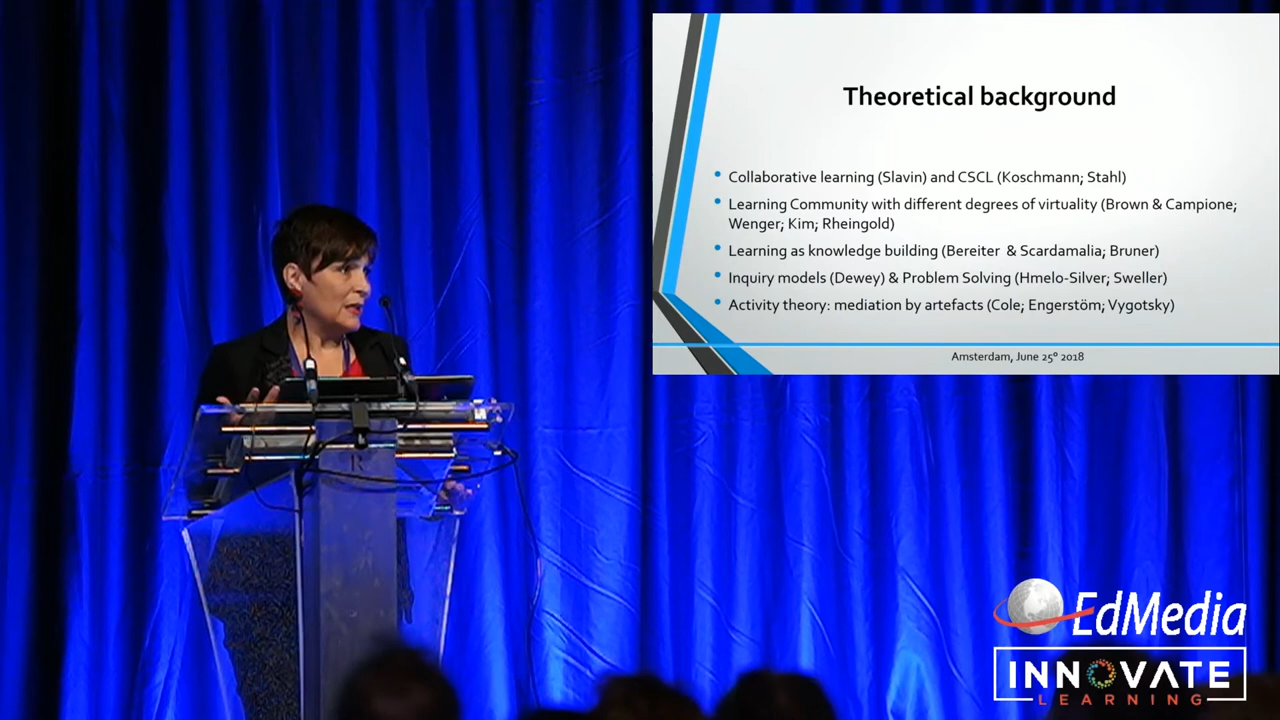 Theoretical background
• Collaborative learning (Slavin) and CSCL (Koschmann; Stahl)
• Learning Community with different degrees of virtuality (Brown & Campione;
Wenger; Kim; Rheingold)
• Learning as knowledge building (Bereiter & Scardamalia; Bruner)
• Inquiry models (Dewey) & Problem Solving (Hmelo-Silver; Sweller)
• Activity theory: mediation by artefacts (Cole; Engerstöm; Vygotsky)
Amsterdam, June 25º 2018
R
EdMedia
INNOVATE
LEARNING